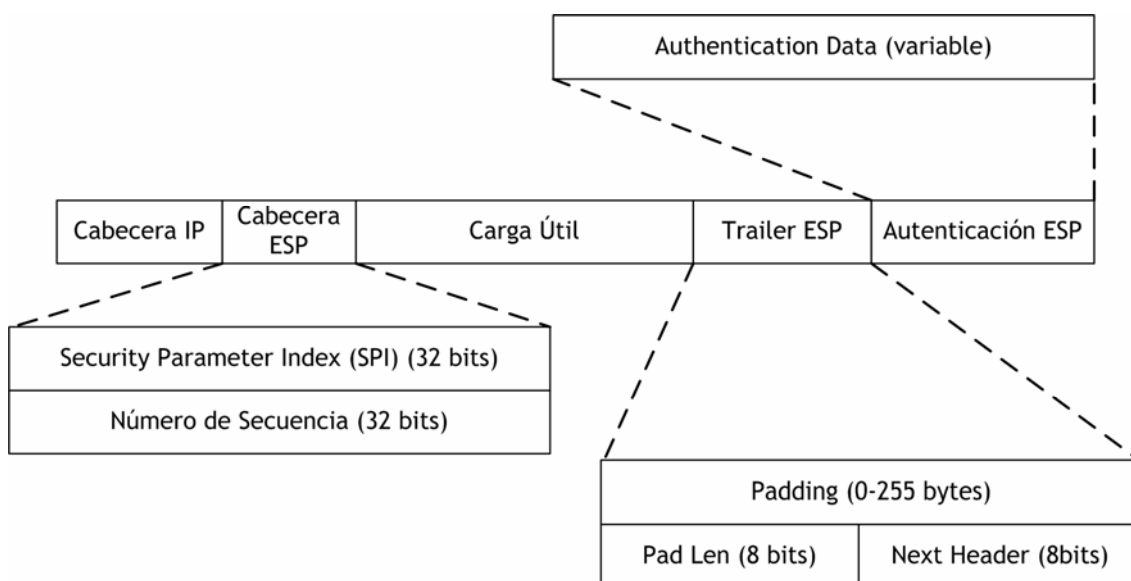 Authentication Data (variable)
Cabecera IP
Cabecera
ESP
Carga Útil
Trailer ESP
Autenticación ESP
Security Parameter Index (SPI) (32 bits)
Número de Secuencia (32 bits)
Padding (0-255 bytes)
Pad Len (8 bits)
Next Header (8bits)